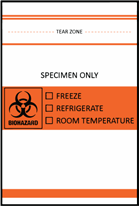 TEAR ZONE
SPECIMEN ONLY
FREEZE
REFRIGERATE
ROOM TEMPERATURE
BIOHAZARD